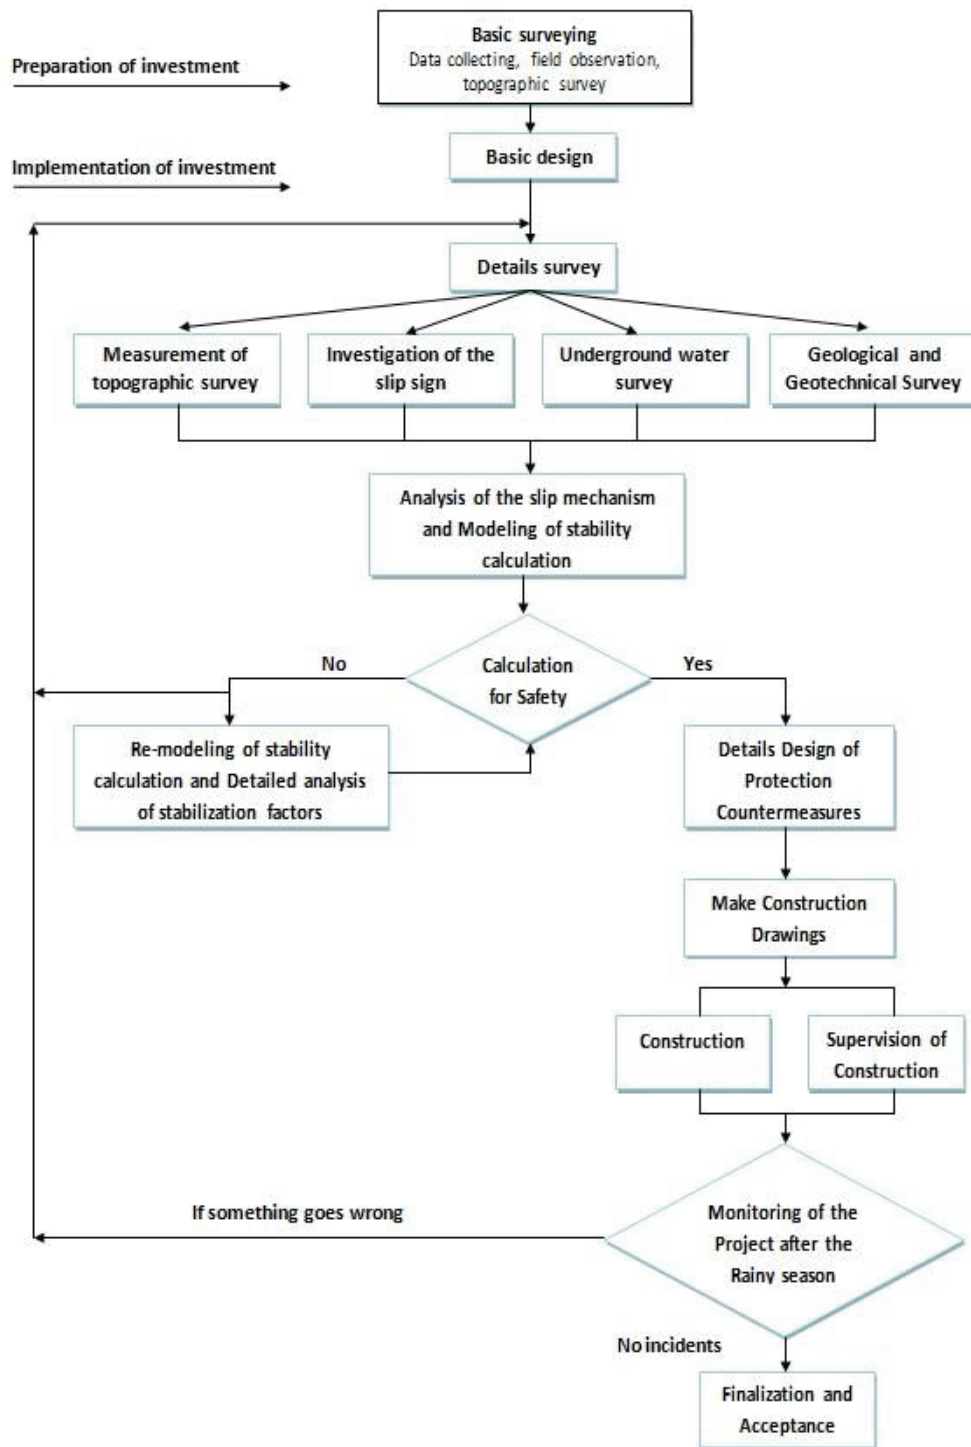 Basic surveying
Data collecting, field observation,
topographic survey
Preparation of investment
Basic design
Implementation of investment
Details survey
Measurement of
topographic survey
Investigation of the
slip sign
Underground water
survey
Geological and
Geotechnical Survey
Analysis of the slip mechanism
and Modeling of stability
calculation
No
Calculation
for Safety
Yes
Re-modeling of stability
calculation and Detailed analysis
of stabilization factors
Details Design of
Protection
Countermeasures
Make Construction
Drawings
Construction
Supervision of
Construction
If something goes wrong
Monitoring of the
Project after the
Rainy season
No incidents
Finalization and
Acceptance